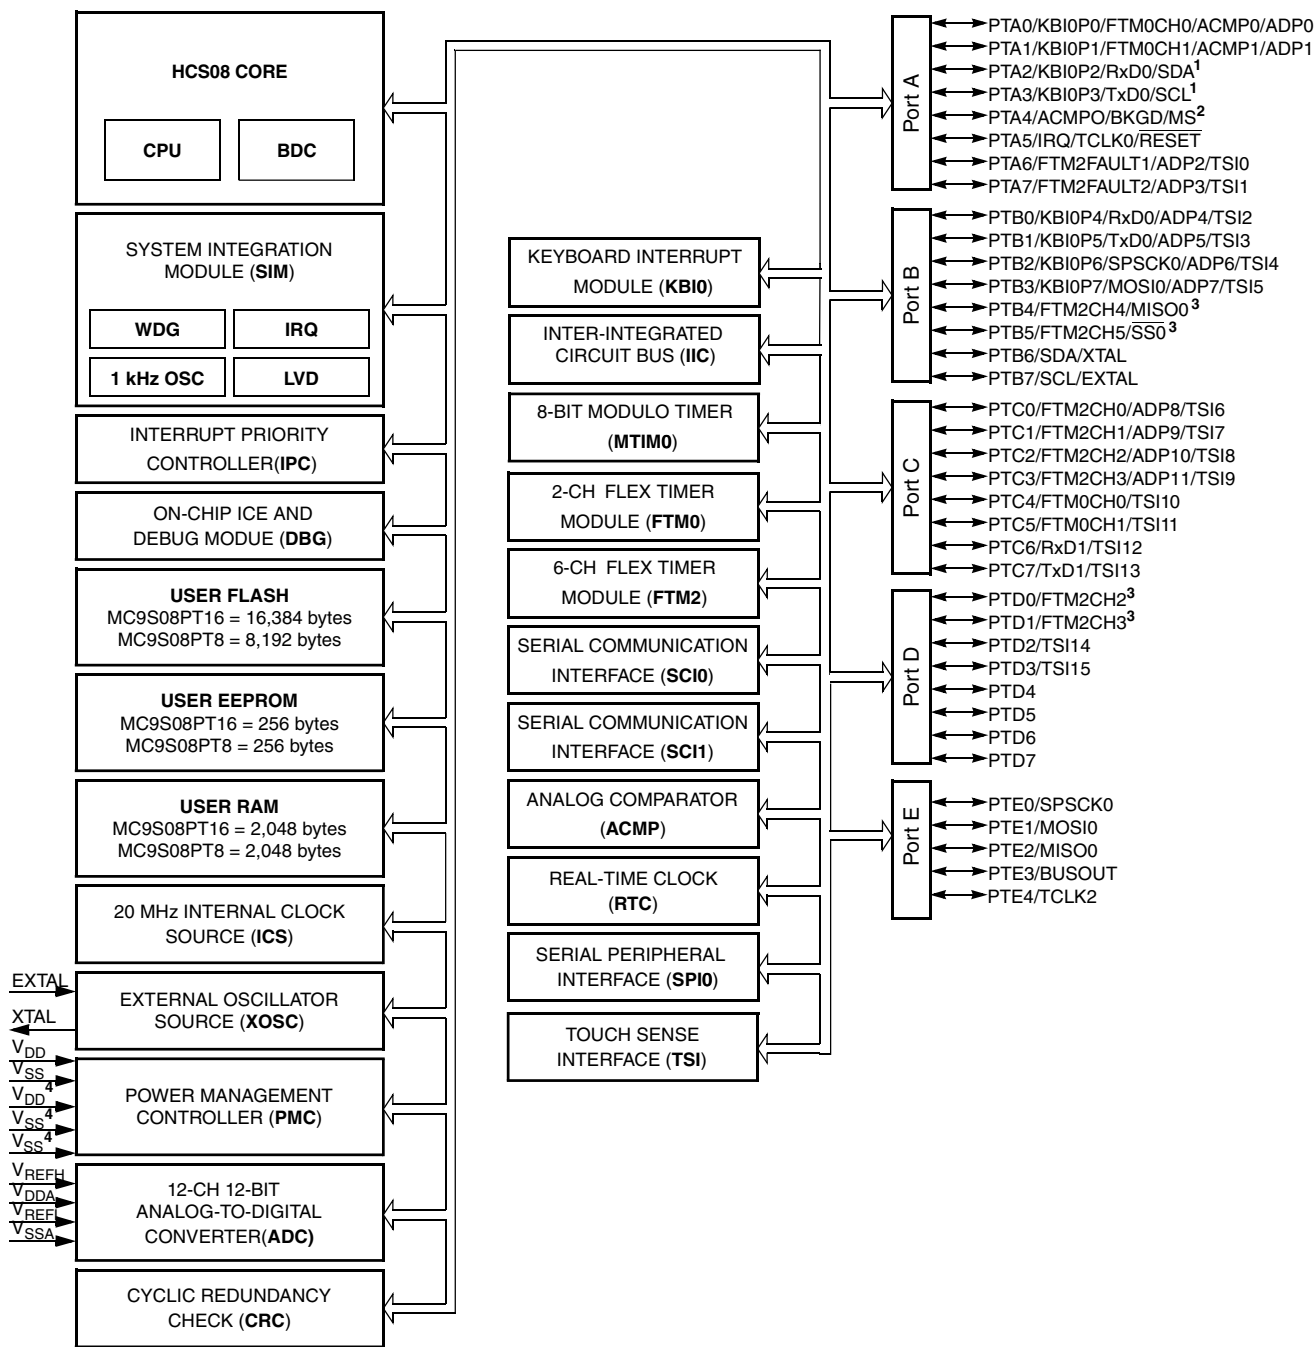 HCS08 CORE
CPU
BDC
SYSTEM INTEGRATION
MODULE (SIM)
WDG
IRQ
1 kHz OSC
LVD
INTERRUPT PRIORITY
CONTROLLER(IPC)
ON-CHIP ICE AND
DEBUG MODUE (DBG)
USER FLASH
MC9S08PT16 = 16,384 bytes
MC9S08PT8 = 8,192 bytes
USER EEPROM
MC9S08PT16 = 256 bytes
MC9S08PT8 = 256 bytes
USER RAM
MC9S08PT16 = 2,048 bytes
MC9S08PT8 = 2,048 bytes
20 MHz INTERNAL CLOCK
SOURCE (ICS)
EXTERNAL OSCILLATOR
SOURCE (XOSC)
POWER MANAGEMENT
CONTROLLER (PMC)
12-CH 12-BIT
ANALOG-TO-DIGITAL
CONVERTER(ADC)
CYCLIC REDUNDANCY
CHECK (CRC)
EXTAL
XTAL
VDD
VSS
VDD4
VSS4
VSS4
VREFH
VDDA
VREFL
VSSA
KEYBOARD INTERRUPT
MODULE (KBI0)
INTER-INTEGRATED
CIRCUIT BUS (IIC)
8-BIT MODULO TIMER
(MTIM0)
2-CH FLEX TIMER
MODULE (FTM0)
6-CH FLEX TIMER
MODULE (FTM2)
SERIAL COMMUNICATION
INTERFACE (SCI0)
SERIAL COMMUNICATION
INTERFACE (SCI1)
ANALOG COMPARATOR
(ACMP)
REAL-TIME CLOCK
(RTC)
SERIAL PERIPHERAL
INTERFACE (SPI0)
TOUCH SENSE
INTERFACE (TSI)
Port A
PTA0/KBI0P0/FTM0CH0/ACMP0/ADP0
PTA1/KBI0P1/FTM0CH1/ACMP1/ADP1
PTA2/KBI0P2/RxD0/SDA1
PTA3/KBI0P3/TxD0/SCL1
PTA4/ACMPO/BKGD/MS2
PTA5/IRQ/TCLK0/RESET
PTA6/FTM2FAULT1/ADP2/TSI0
PTA7/FTM2FAULT2/ADP3/TSI1
Port B
PTB0/KBI0P4/RxD0/ADP4/TSI2
PTB1/KBI0P5/TxD0/ADP5/TSI3
PTB2/KBI0P6/SPSCK0/ADP6/TSI4
PTB3/KBI0P7/MOSI0/ADP7/TSI5
PTB4/FTM2CH4/MISO0 3
PTB5/FTM2CH5/SS0 3
PTB6/SDA/XTAL
PTB7/SCL/EXTAL
Port C
PTC0/FTM2CH0/ADP8/TSI6
PTC1/FTM2CH1/ADP9/TSI7
PTC2/FTM2CH2/ADP10/TSI8
PTC3/FTM2CH3/ADP11/TSI9
PTC4/FTM0CH0/TSI10
PTC5/FTM0CH1/TSI11
PTC6/RxD1/TSI12
PTC7/TxD1/TSI13
Port D
PTD0/FTM2CH2 3
PTD1/FTM2CH3 3
PTD2/TSI14
PTD3/TSI15
PTD4
PTD5
PTD6
PTD7
Port E
PTE0/SPSCK0
PTE1/MOSI0
PTE2/MISO0
PTE3/BUSOUT
PTE4/TCLK2